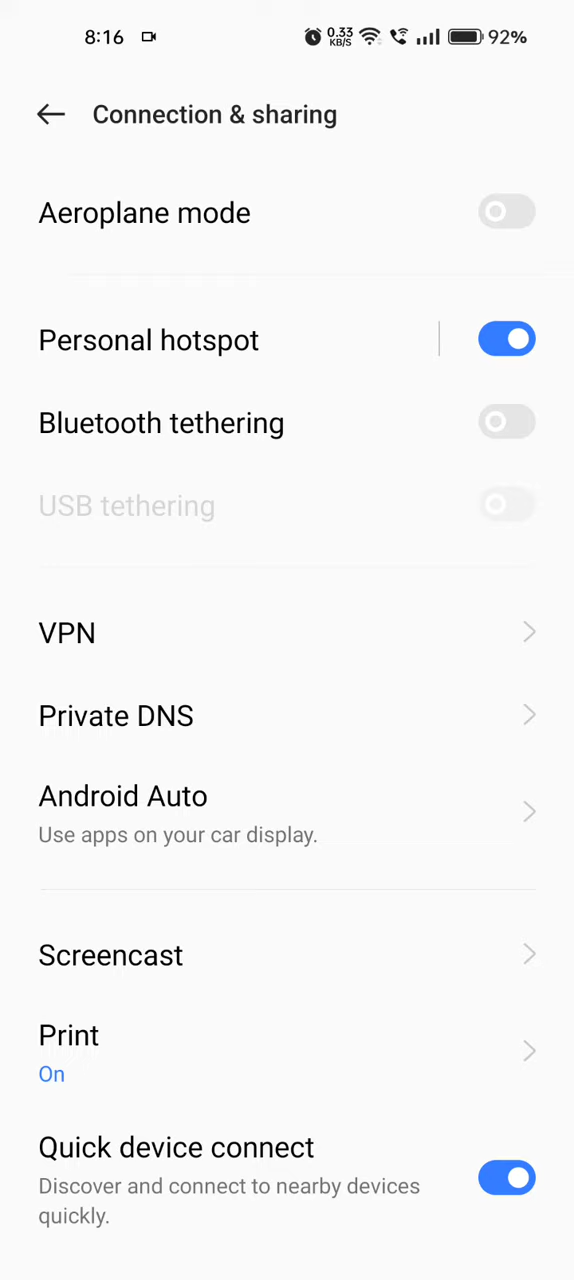 8:16 0.33 KB/S 92%
Connection & sharing
Aeroplane mode
Personal hotspot
Bluetooth tethering
USB tethering
VPN
Private DNS
Android Auto
Use apps on your car display.
Screencast
Print
On
Quick device connect
Discover and connect to nearby devices
quickly.